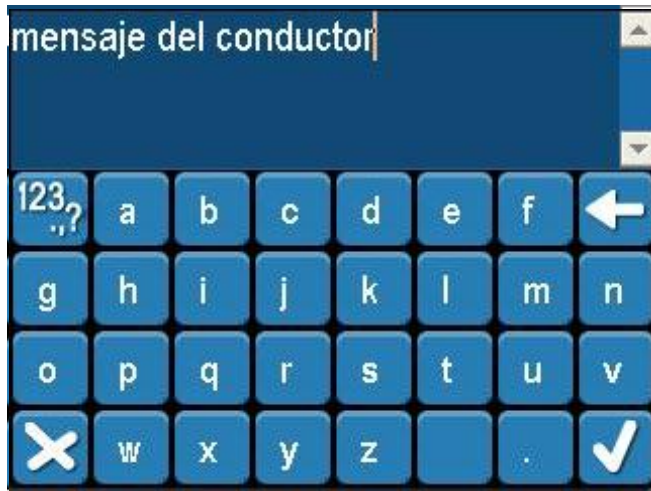 mensaje del conductor
123.,? a b c d e f
g h i j k l m n
o p q r s t u v
w x y z .